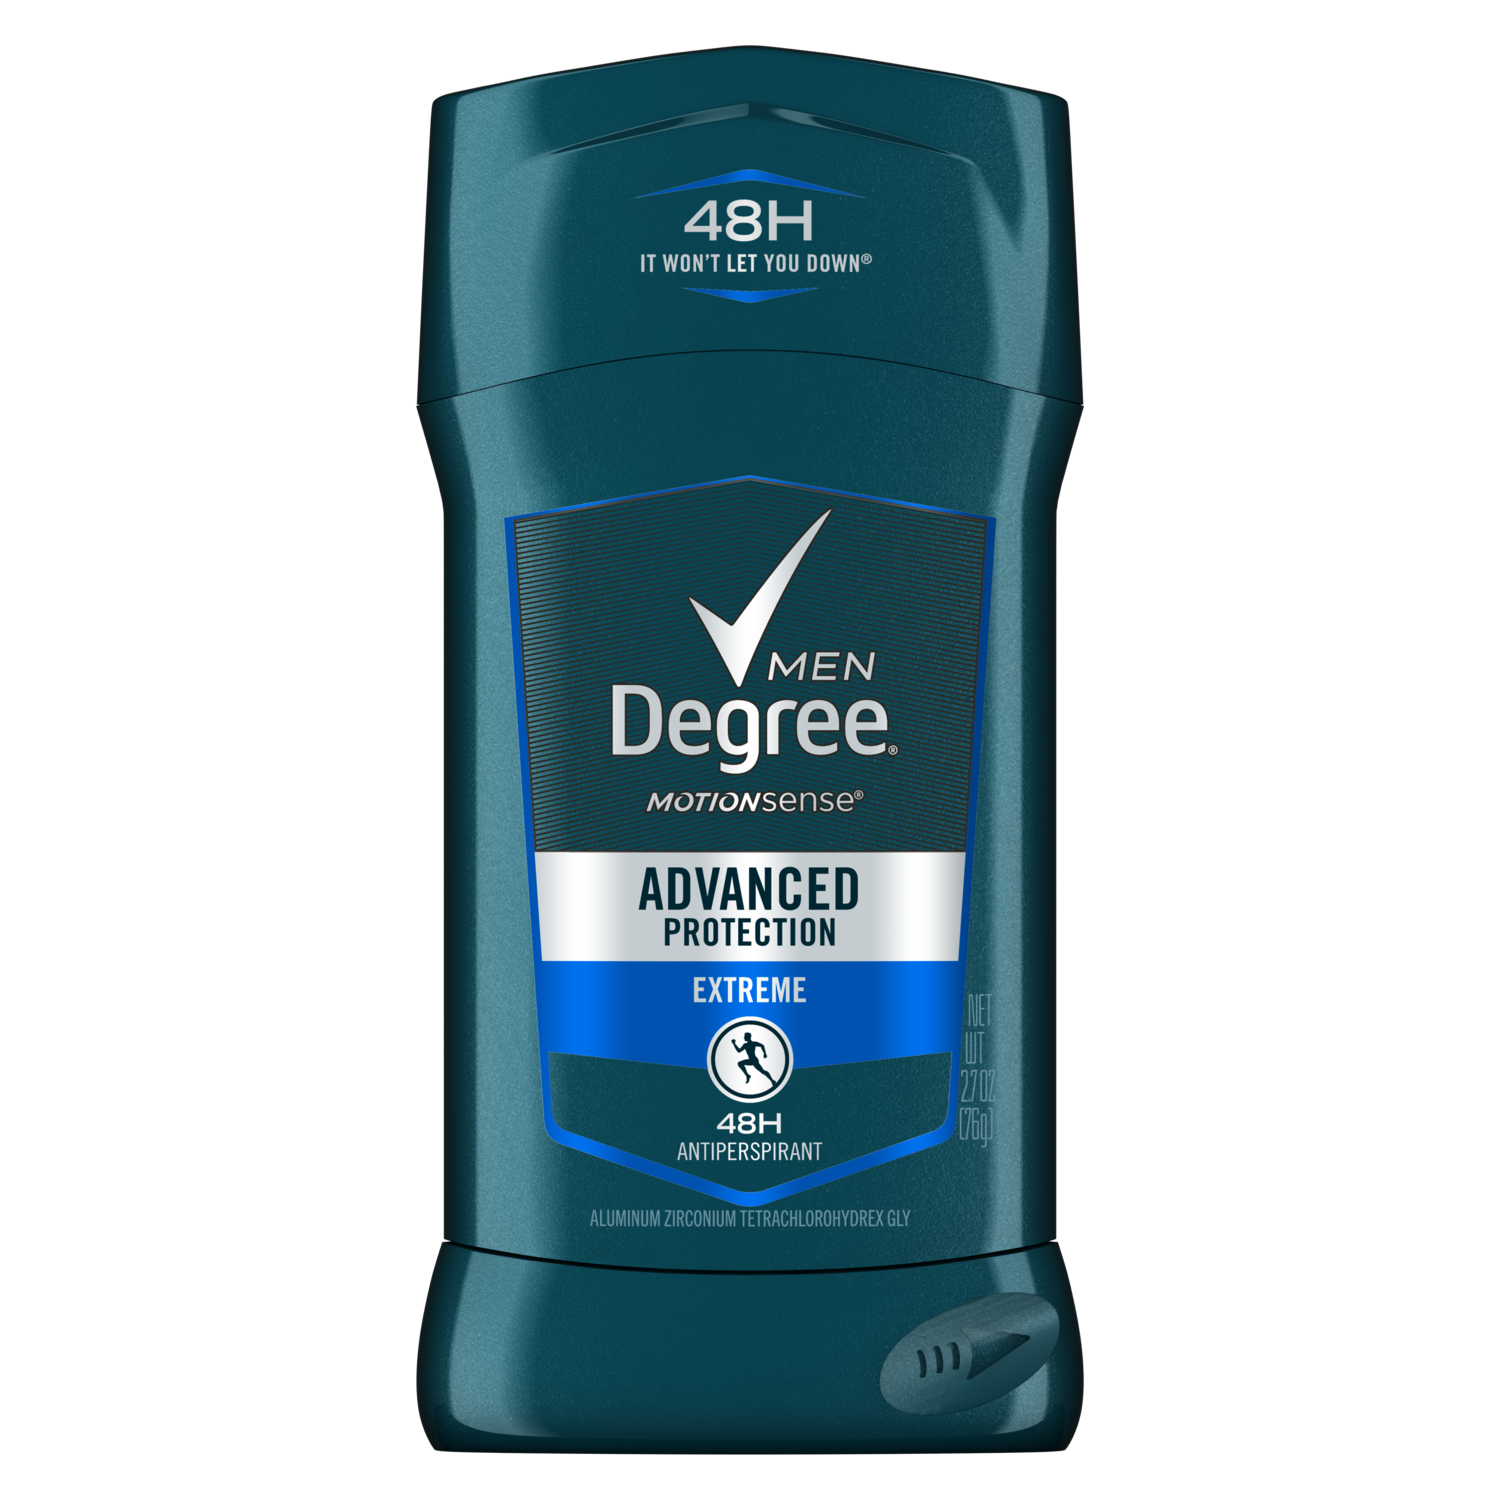 48H
IT WON'T LET YOU DOWN®
MEN
Degree®
MOTIONsense®
ADVANCED
PROTECTION
EXTREME
48H
ANTIPERSPIRANT
ALUMINUM ZIRCONIUM TETRACHLOROHYDREX GLY
NET
WT
2.7 OZ
(76g)